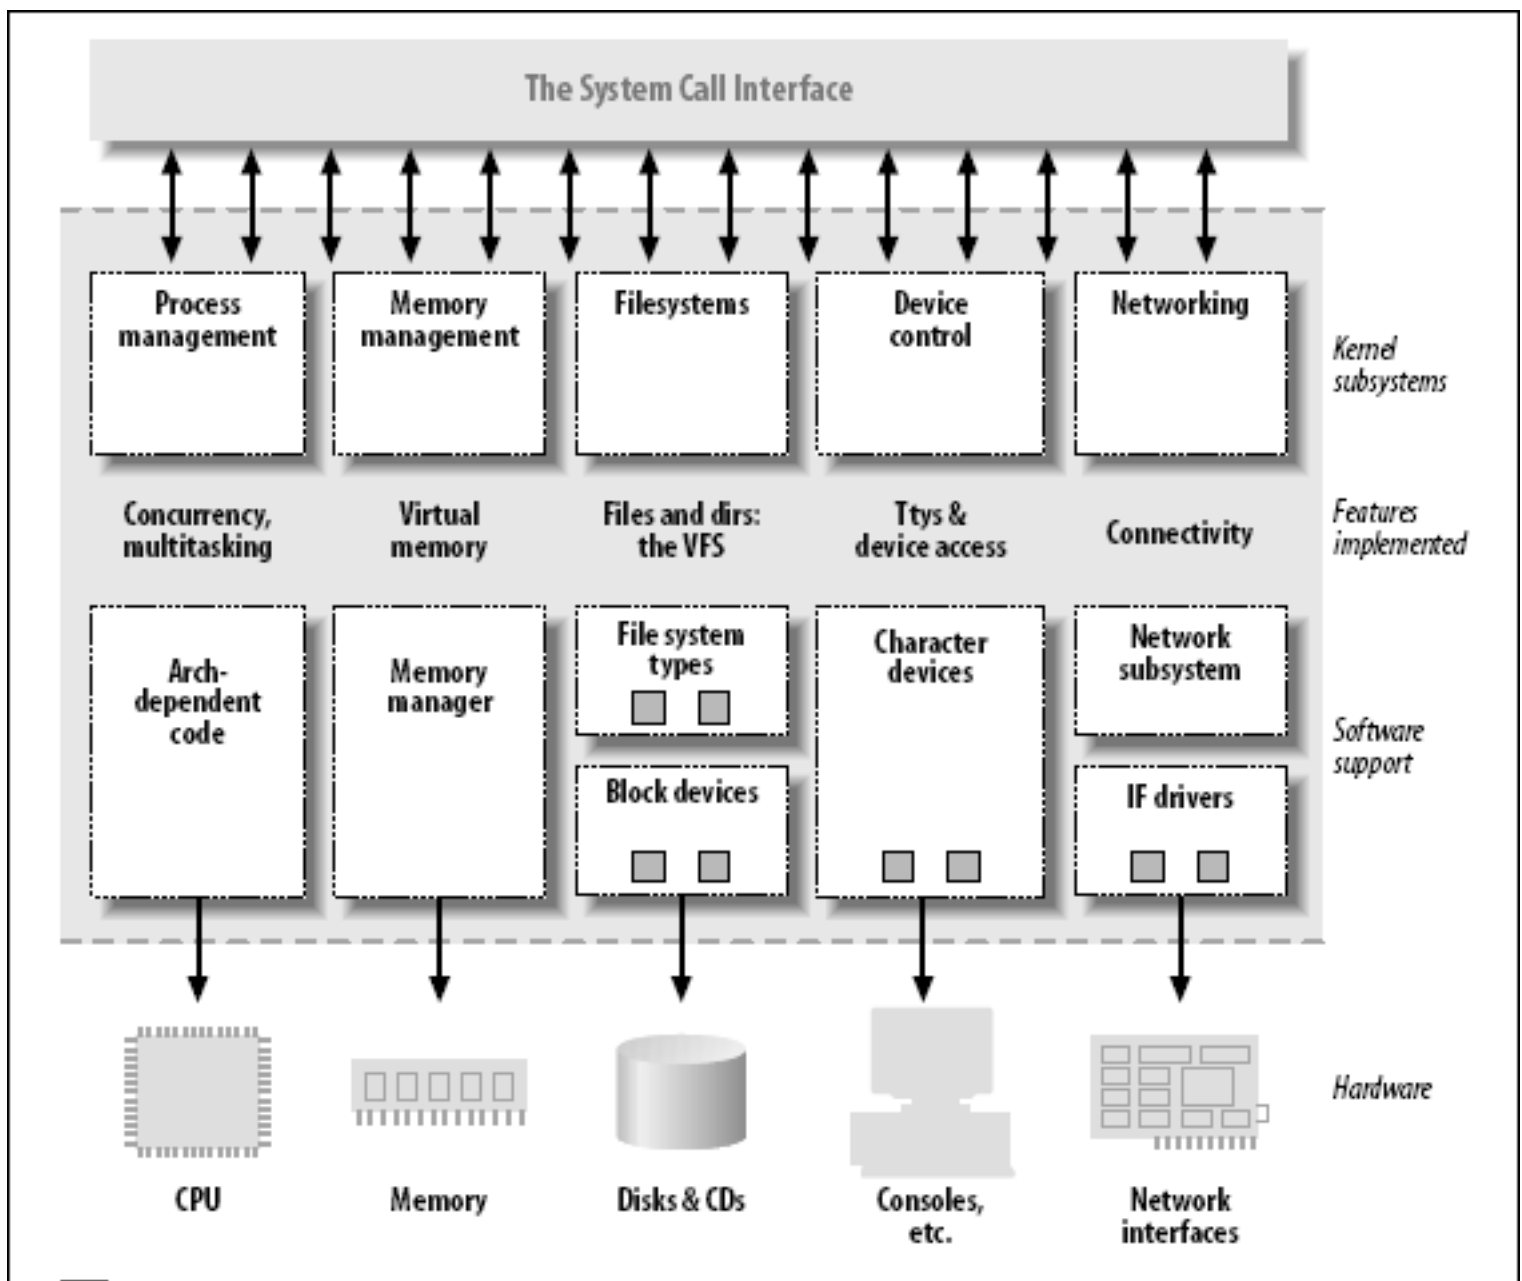 The System Call Interface
Process
management
Memory
management
Filesystems
Device
control
Networking
Kernel
subsystems
Concurrency,
multitasking
Virtual
memory
Files and dirs:
the VFS
Ttys &
device access
Connectivity
Features
implemented
Arch-
dependent
code
Memory
manager
File system
types
Block devices
Character
devices
Network
subsystem
IF drivers
Software
support
Hardware
CPU
Memory
Disks & CDs
Consoles,
etc.
Network
interfaces